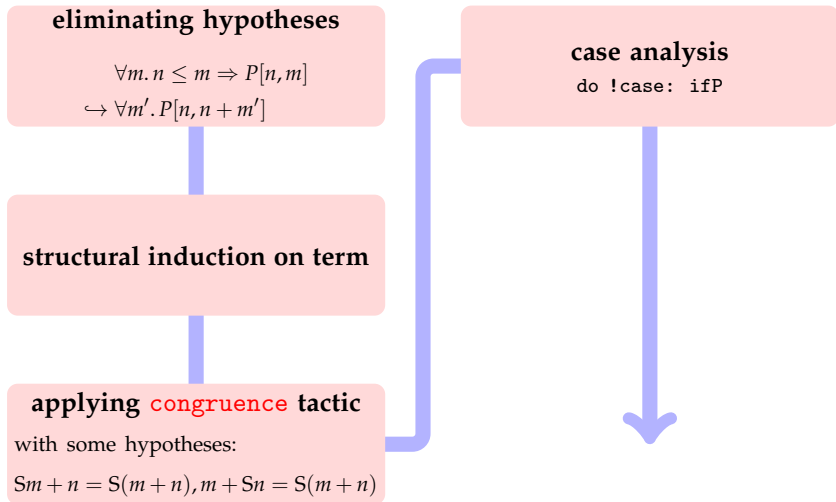 eliminating hypotheses
∀m. n ≤ m ⇒ P[n, m]
↪ ∀m′. P[n, n + m′]
structural induction on term
applying congruence tactic
with some hypotheses:
Sm + n = S(m + n), m + Sn = S(m + n)
case analysis
do !case: ifP